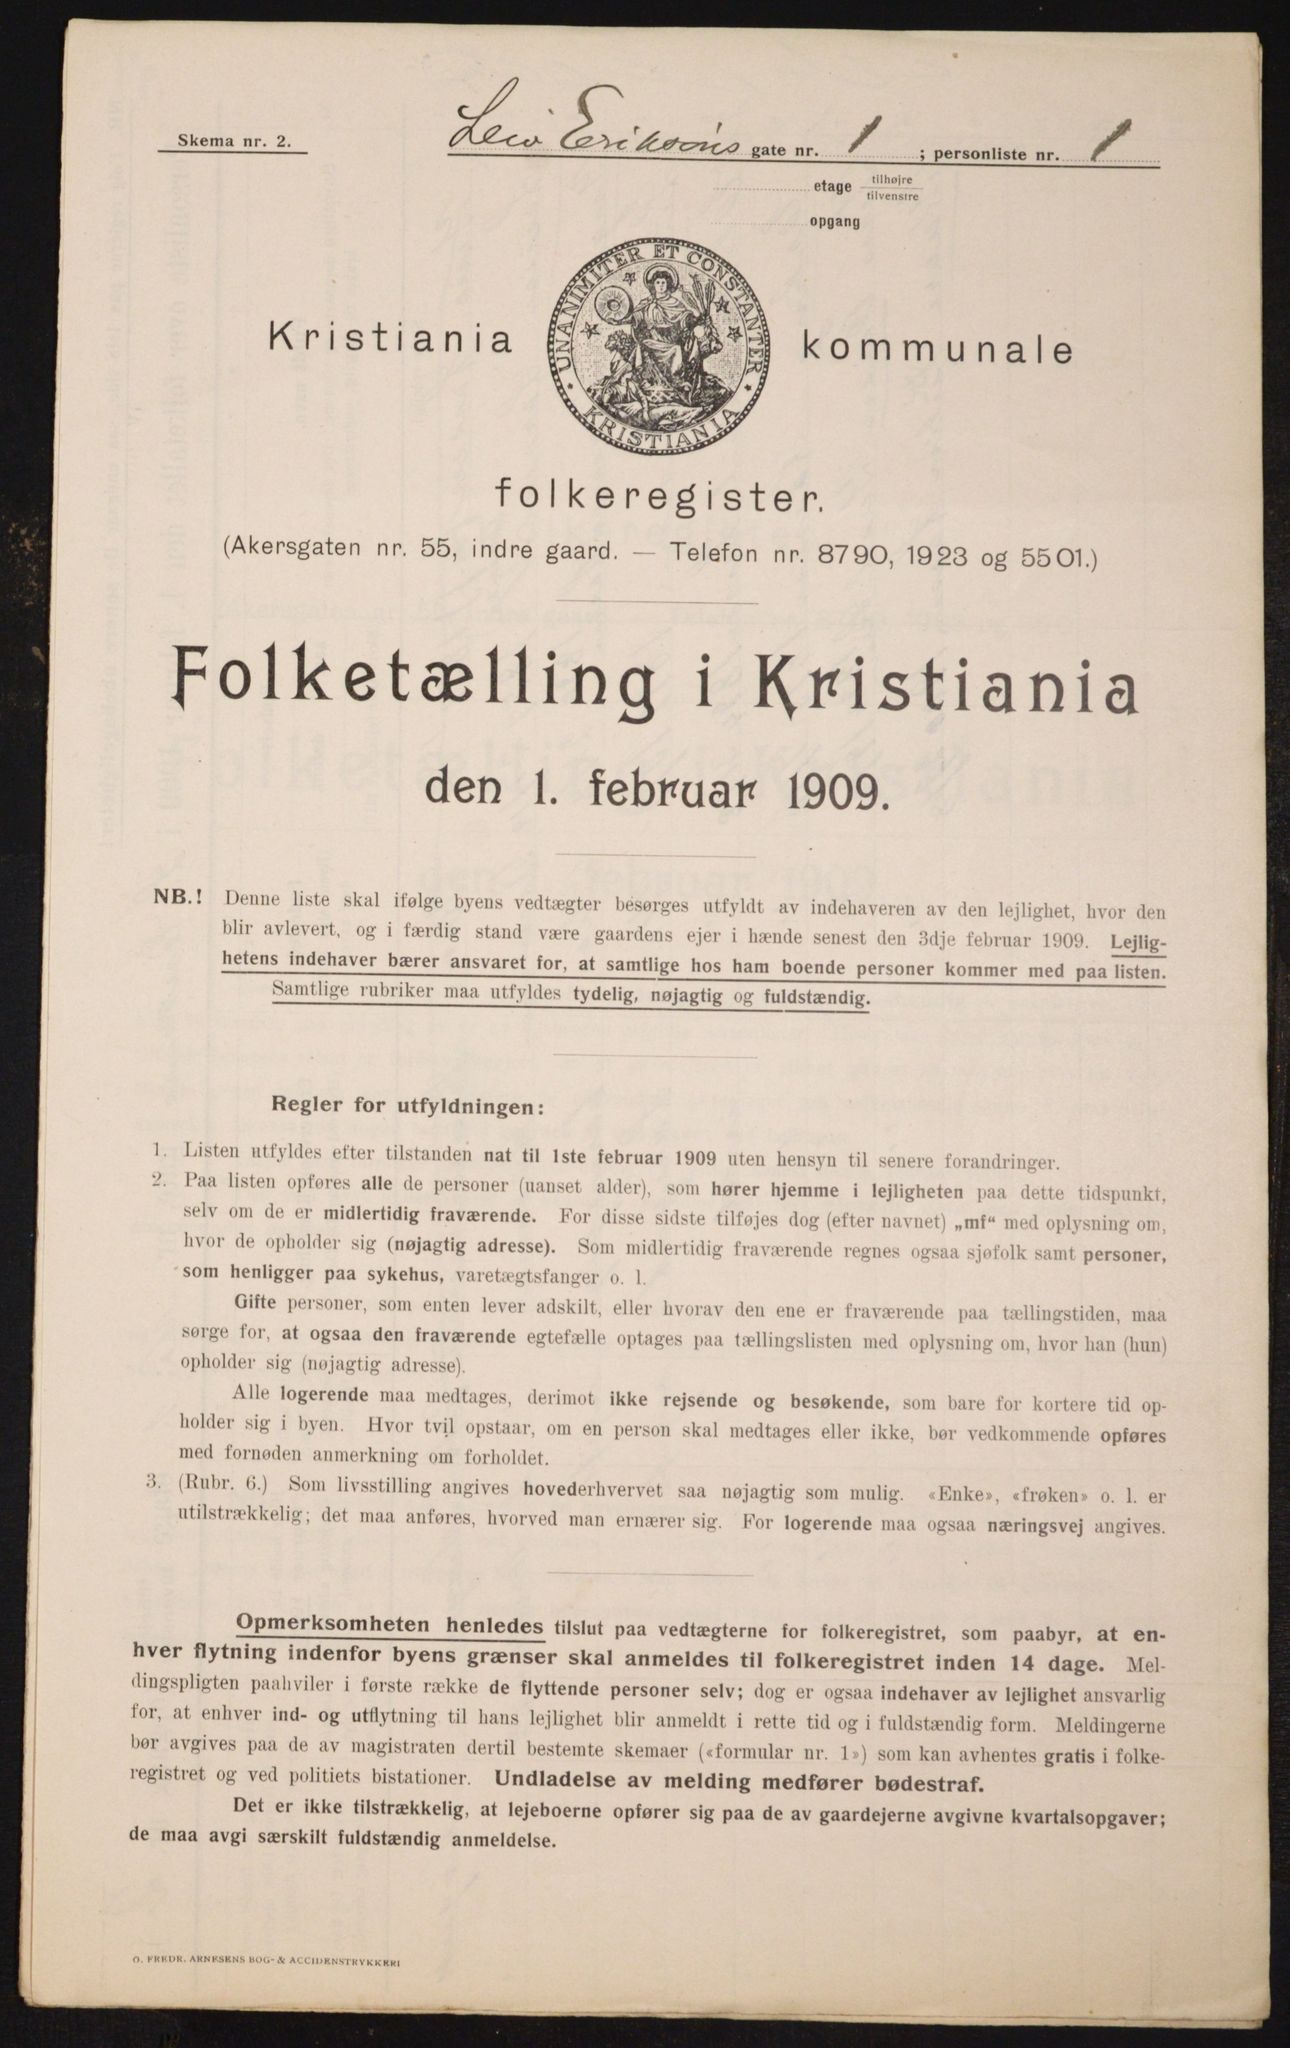 Skema nr. 2.
Leiv Eriksöns gate nr. 1 ; personliste nr. 1
etage tilhøjre
tilvenstre
opgang
UNANIMITER ET CONSTANTER
KRISTIANIA
Kristiania kommunale
folkeregister.
(Akersgaten nr. 55, indre gaard. — Telefon nr. 8790, 1923 og 5501.)
Folketælling i Kristiania
den 1. februar 1909.
NB.! Denne liste skal ifølge byens vedtægter besørges utfyldt av indehaveren av den lejlighet, hvor den
blir avlevert, og i færdig stand være gaardens ejer i hænde senest den 3dje februar 1909. Lejlig-
hetens indehaver bærer ansvaret for, at samtlige hos ham boende personer kommer med paa listen.
Samtlige rubriker maa utfyldes tydelig, nøjagtig og fuldstændig.
Regler for utfyldningen:
1. Listen utfyldes efter tilstanden nat til 1ste februar 1909 uten hensyn til senere forandringer.
2. Paa listen opføres alle de personer (uanset alder), som hører hjemme i lejligheten paa dette tidspunkt,
selv om de er midlertidig fraværende. For disse sidste tilføjes dog (efter navnet) „mf“ med oplysning om,
hvor de opholder sig (nøjagtig adresse). Som midlertidig fraværende regnes ogsaa sjøfolk samt personer,
som henligger paa sykehus, varetægtsfanger o. l.
Gifte personer, som enten lever adskilt, eller hvorav den ene er fraværende paa tællingstiden, maa
sørge for, at ogsaa den fraværende egtefælle optages paa tællingslisten med oplysning om, hvor han (hun)
opholder sig (nøjagtig adresse).
Alle logerende maa medtages, derimot ikke rejsende og besøkende, som bare for kortere tid op-
holder sig i byen. Hvor tvil opstaar, om en person skal medtages eller ikke, bør vedkommende opføres
med fornøden anmerkning om forholdet.
3. (Rubr. 6.) Som livsstilling angives hovederhvervet saa nøjagtig som mulig. «Enke», «frøken» o. l. er
utilstrækkelig; det maa anføres, hvorved man ernærer sig. For logerende maa ogsaa næringsvej angives.
Opmerksomheten henledes tilslut paa vedtægterne for folkeregistret, som paabyr, at en-
hver flytning indenfor byens grænser skal anmeldes til folkeregistret inden 14 dage. Mel-
dingspligten paahviler i første række de flyttende personer selv; dog er ogsaa indehaver av lejlighet ansvarlig
for, at enhver ind- og utflytning til hans lejlighet blir anmeldt i rette tid og i fuldstændig form. Meldingerne
bør avgives paa de av magistraten dertil bestemte skemaer («formular nr. 1») som kan avhentes gratis i folke-
registret og ved politiets bistationer. Undladelse av melding medfører bødestraf.
Det er ikke tilstrækkelig, at lejeboerne opfører sig paa de av gaardejerne avgivne kvartalsopgaver;
de maa avgi særskilt fuldstændig anmeldelse.
O. FREDR. ARNESENS BOG- & ACCIDENSTRYKKERI